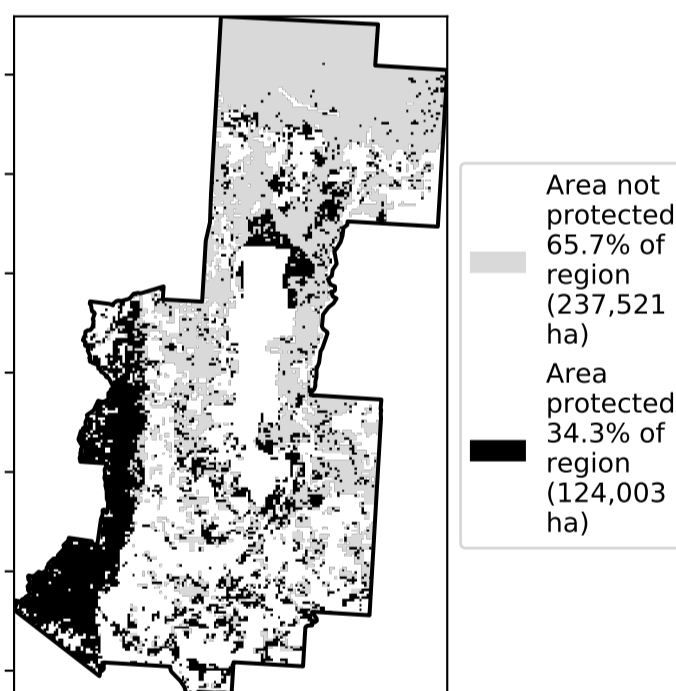 Area not
protected
65.7% of
region
(237,521
ha)
Area
protected
34.3% of
region
(124,003
ha)